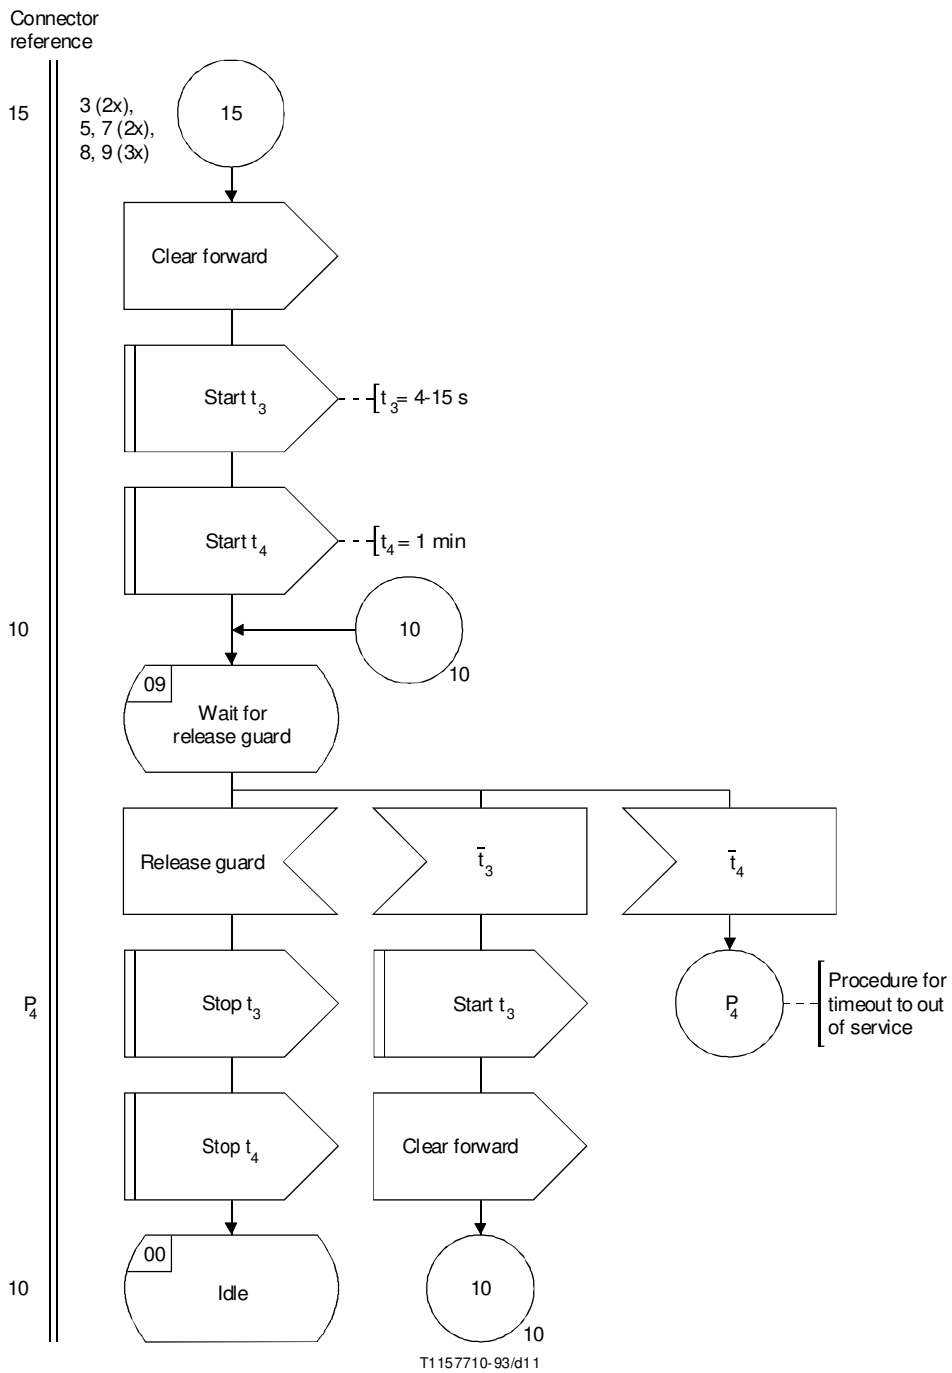 Connector
reference
15
3 (2x),
5, 7 (2x),
8, 9 (3x)
15
Clear forward
Start t3
t3= 4-15 s
Start t4
t4 = 1 min
10
10
10
09
Wait for
release guard
Release guard
t̄3
t̄4
P4
Stop t3
Start t3
P4
Procedure for
timeout to out
of service
Stop t4
Clear forward
10
00
Idle
10
10
T1157710-93/d11